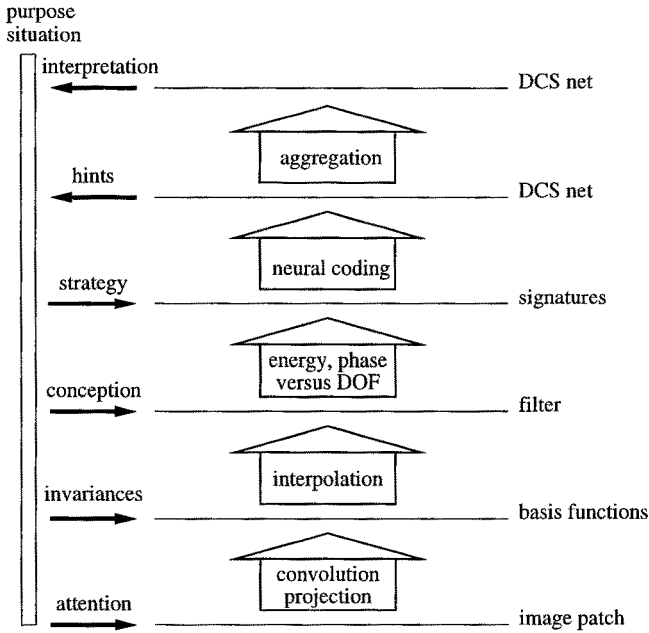 purpose
situation
interpretation
DCS net
aggregation
hints
DCS net
neural coding
strategy
signatures
energy, phase
versus DOF
conception
filter
interpolation
invariances
basis functions
convolution
projection
attention
image patch